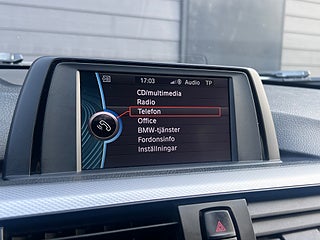 17:03 Audio TP
CD/multimedia
Radio
Telefon
Office
BMW-tjänster
Fordonsinfo
Inställningar